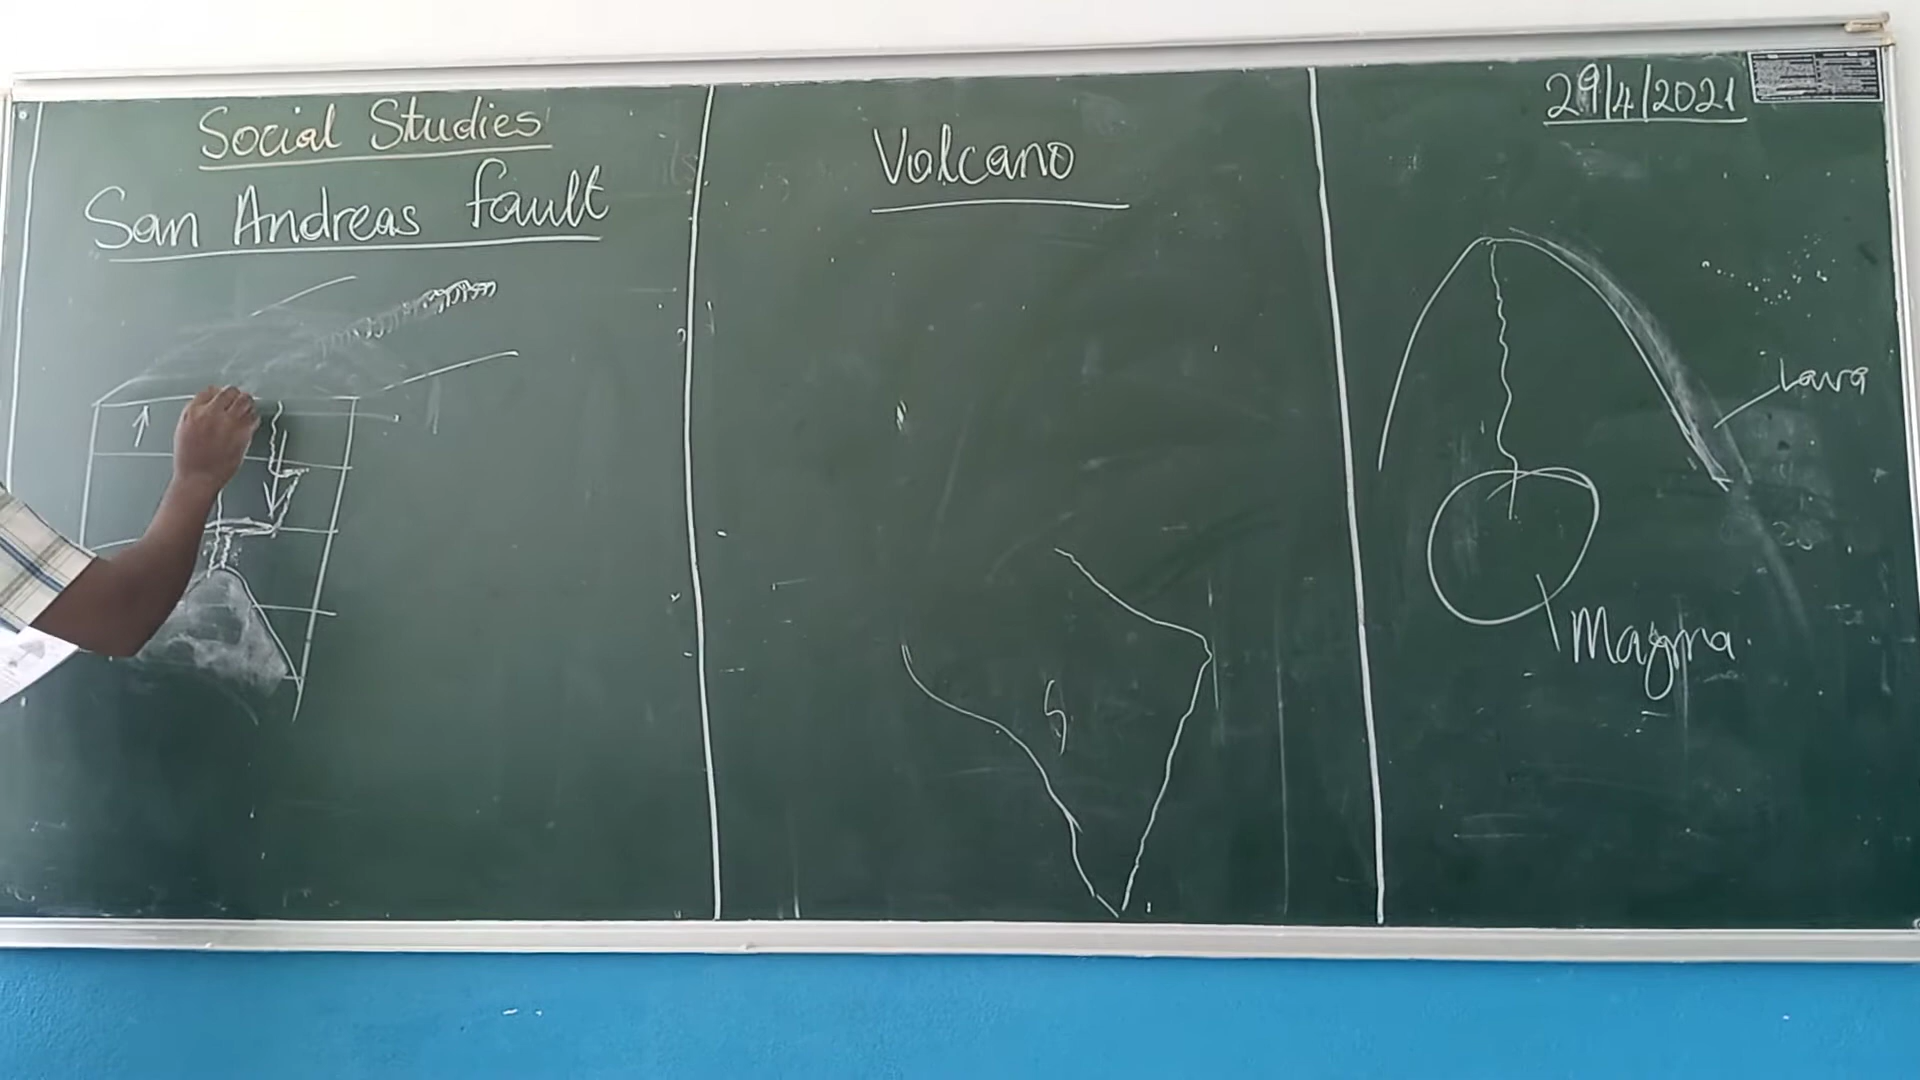 Social Studies
San Andreas fault
Volcano
29/4/2021
Lava
Magma